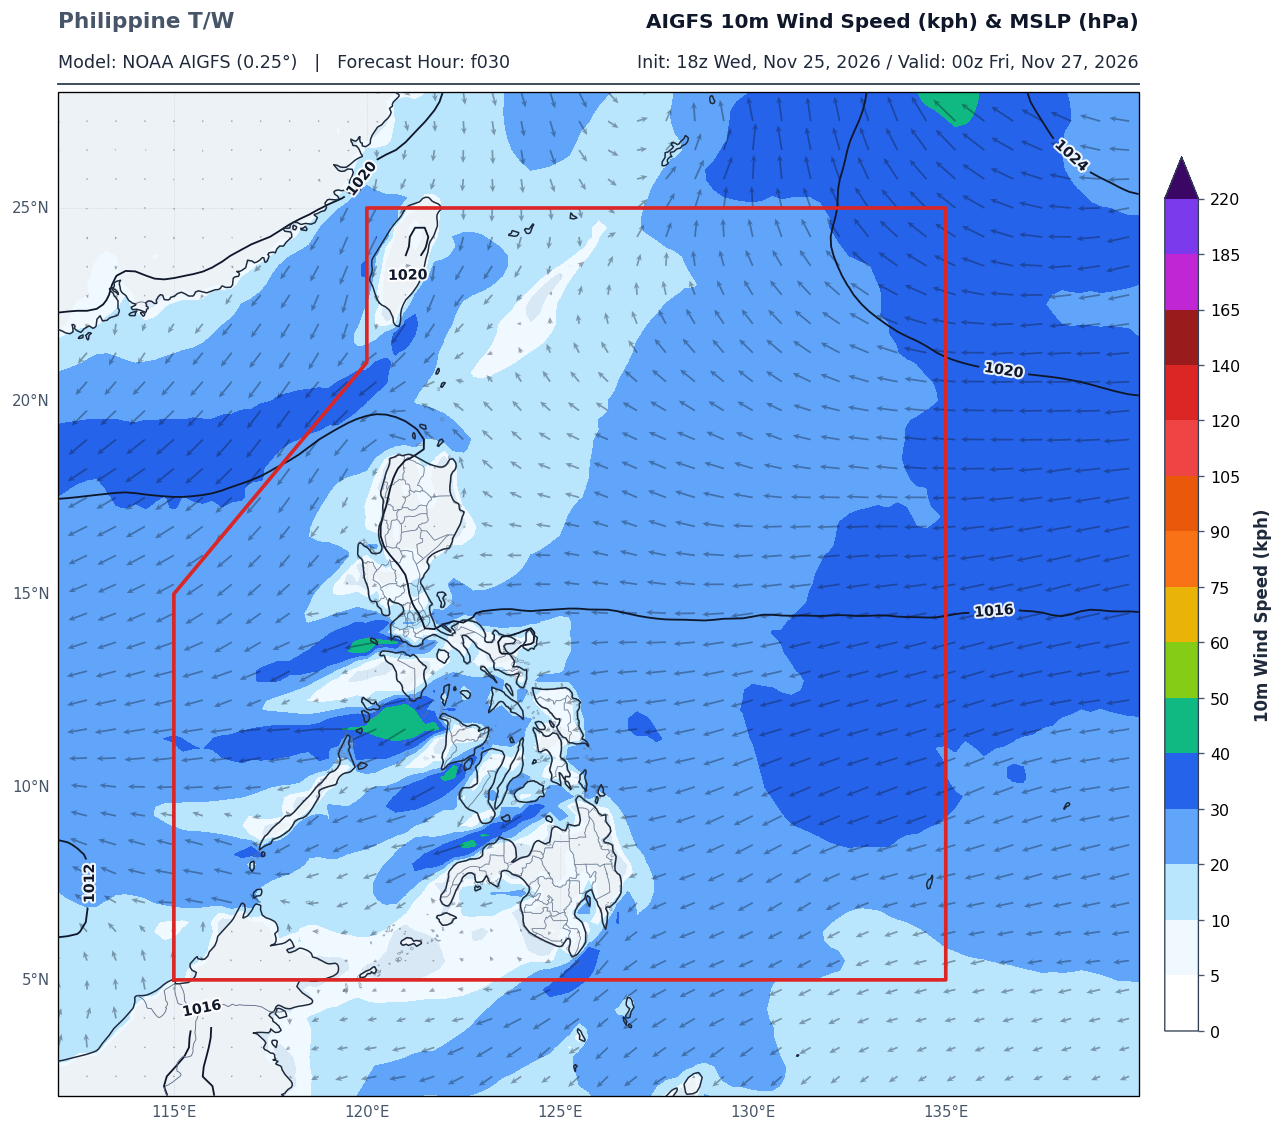 Philippine T/W
AIGFS 10m Wind Speed (kph) & MSLP (hPa)
Model: NOAA AIGFS (0.25°) | Forecast Hour: f030
Init: 18z Wed, Nov 25, 2026 / Valid: 00z Fri, Nov 27, 2026
1020
1024
25°N
1020
1020
20°N
15°N
1016
10°N
1012
5°N
1016
115°E
120°E
125°E
130°E
135°E
220
185
165
140
120
105
90
75
60
50
40
30
20
10
5
0
10m Wind Speed (kph)